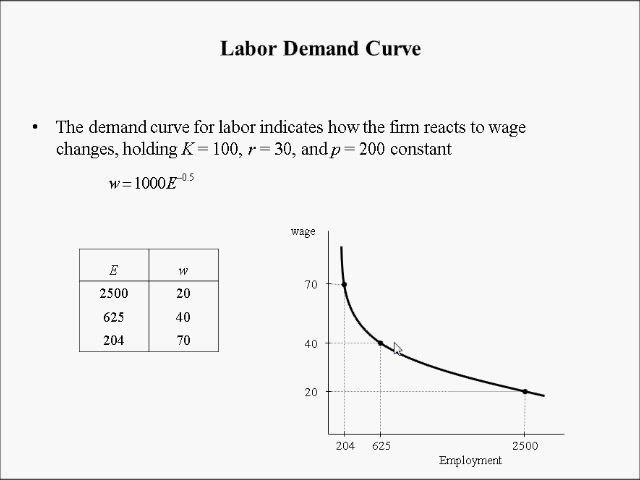 Labor Demand Curve
• The demand curve for labor indicates how the firm reacts to wage
changes, holding K = 100, r = 30, and p = 200 constant
w = 1000E^−0.5
E w
2500 20
625 40
204 70
wage
70
40
20
204 625 2500
Employment